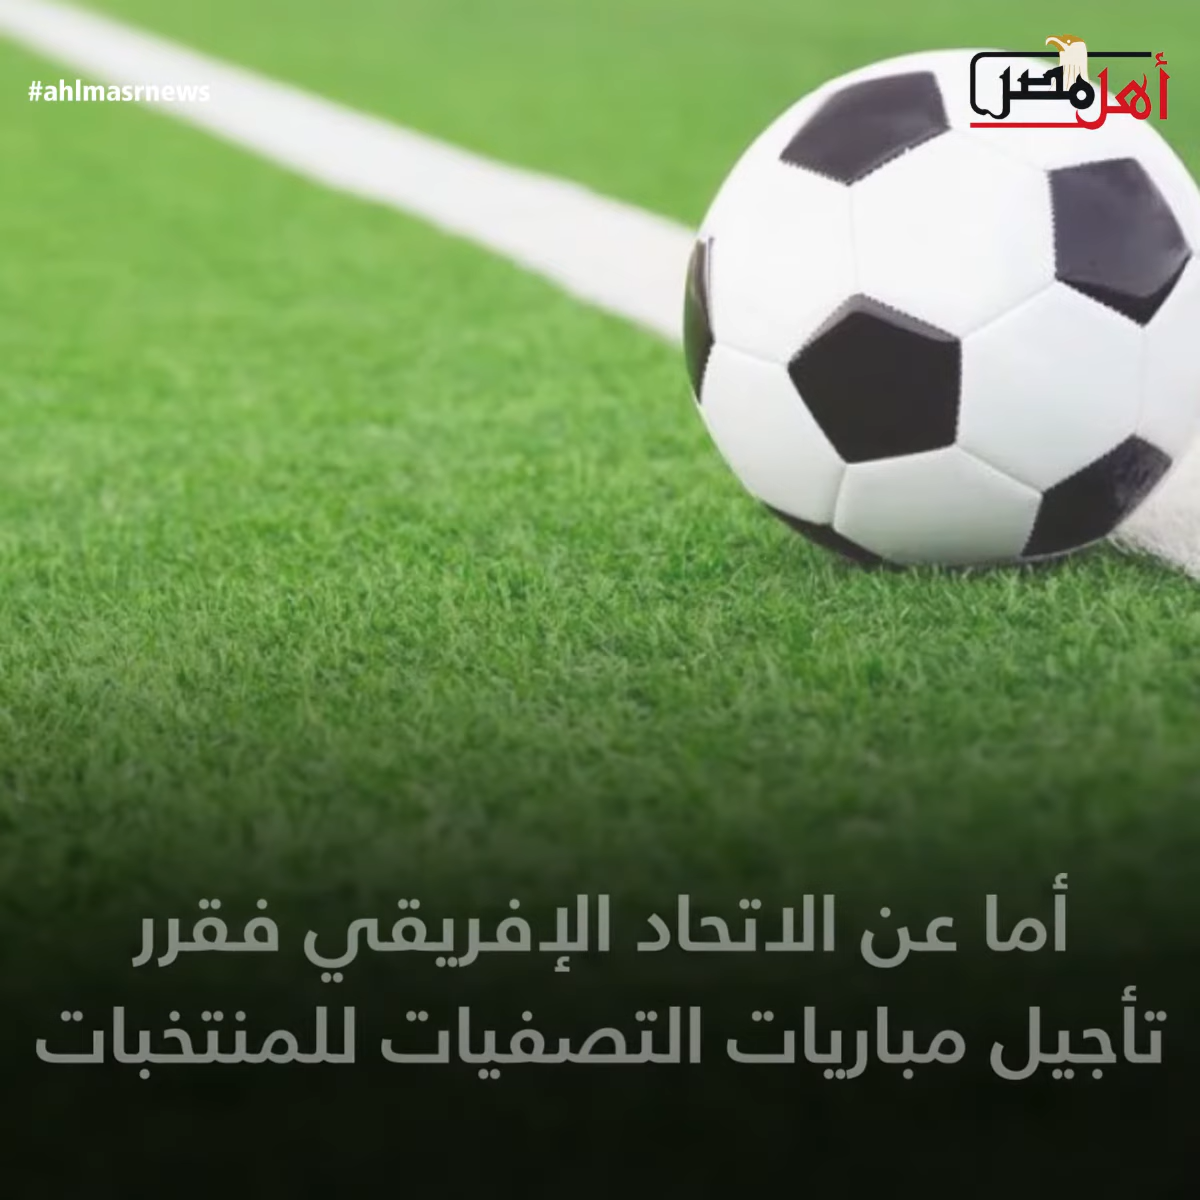 #ahlmasrnews
أهل مصر
أما عن الاتحاد الإفريقي فقرر
تأجيل مباريات التصفيات للمنتخبات